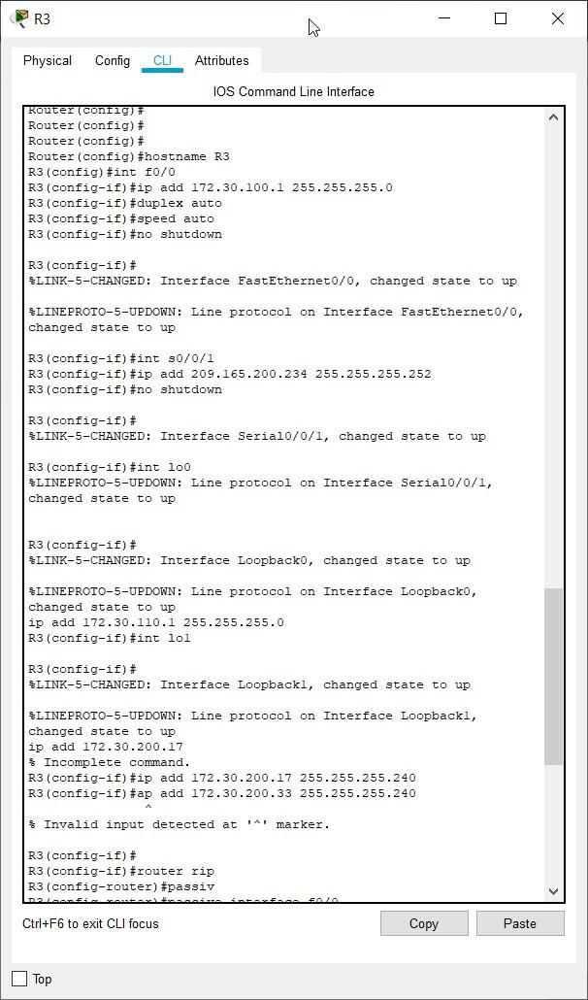 R3
Physical Config CLI Attributes
IOS Command Line Interface
Router(config)#
Router(config)#
Router(config)#
Router(config)#hostname R3
R3(config)#int f0/0
R3(config-if)#ip add 172.30.100.1 255.255.255.0
R3(config-if)#duplex auto
R3(config-if)#speed auto
R3(config-if)#no shutdown
R3(config-if)#
%LINK-5-CHANGED: Interface FastEthernet0/0, changed state to up
%LINEPROTO-5-UPDOWN: Line protocol on Interface FastEthernet0/0,
changed state to up
R3(config-if)#int s0/0/1
R3(config-if)#ip add 209.165.200.234 255.255.255.252
R3(config-if)#no shutdown
R3(config-if)#
%LINK-5-CHANGED: Interface Serial0/0/1, changed state to up
R3(config-if)#int lo0
%LINEPROTO-5-UPDOWN: Line protocol on Interface Serial0/0/1,
changed state to up
R3(config-if)#
%LINK-5-CHANGED: Interface Loopback0, changed state to up
%LINEPROTO-5-UPDOWN: Line protocol on Interface Loopback0,
changed state to up
ip add 172.30.110.1 255.255.255.0
R3(config-if)#int lo1
R3(config-if)#
%LINK-5-CHANGED: Interface Loopback1, changed state to up
%LINEPROTO-5-UPDOWN: Line protocol on Interface Loopback1,
changed state to up
ip add 172.30.200.17
% Incomplete command.
R3(config-if)#ip add 172.30.200.17 255.255.255.240
R3(config-if)#ap add 172.30.200.33 255.255.255.240
^
% Invalid input detected at '^' marker.
R3(config-if)#
R3(config-if)#router rip
R3(config-router)#passiv
R3(config-router)#passive-interface f0/0
Ctrl+F6 to exit CLI focus
Copy Paste
Top